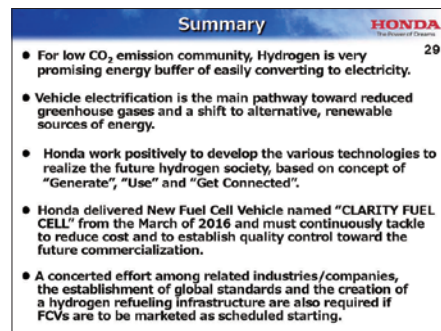 Summary
HONDA
The Power of Dreams
29
● For low CO₂ emission community, Hydrogen is very
promising energy buffer of easily converting to electricity.
● Vehicle electrification is the main pathway toward reduced
greenhouse gases and a shift to alternative, renewable
sources of energy.
● Honda work positively to develop the various technologies to
realize the future hydrogen society, based on concept of
“Generate”, “Use” and “Get Connected”.
● Honda delivered New Fuel Cell Vehicle named “CLARITY FUEL
CELL” from the March of 2016 and must continuously tackle
to reduce cost and to establish quality control toward the
future commercialization.
● A concerted effort among related industries/companies,
the establishment of global standards and the creation of
a hydrogen refueling infrastructure are also required if
FCVs are to be marketed as scheduled starting.